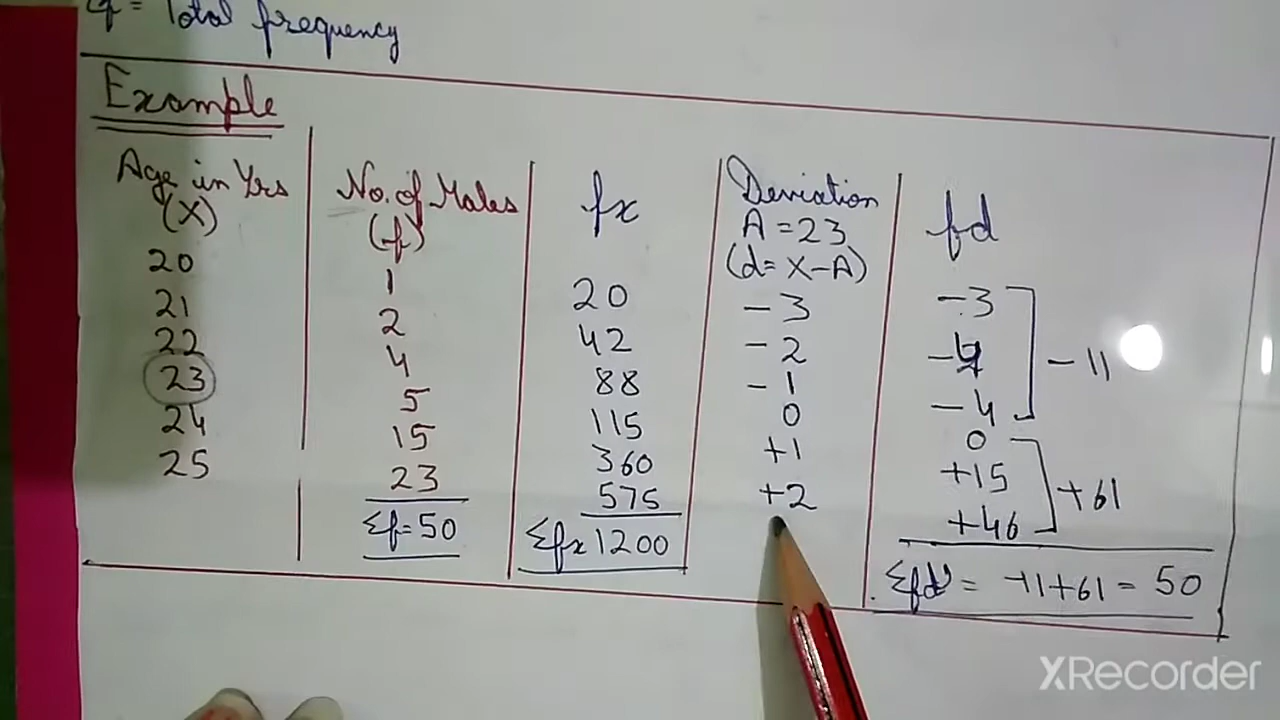 = Total frequency
Example
Age in Yrs (X) No. of Males (f) fx Deviation A = 23 (d = X - A) fd
20 1 20 - 3 - 3
21 2 42 - 2 - 4
22 4 88 - 1 - 4
23 5 115 0 0
24 15 360 +1 +15
25 23 575 +2 +46
- 11
+ 61
Σf = 50 Σfx 1200 Σfd = -11 + 61 = 50
XRecorder